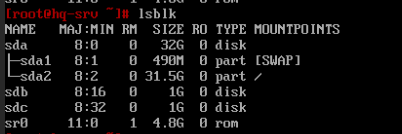 [root@hq-srv ~]# lsblk
NAME MAJ:MIN RM SIZE RO TYPE MOUNTPOINTS
sda 8:0 0 32G 0 disk
├─sda1 8:1 0 490M 0 part [SWAP]
└─sda2 8:2 0 31.5G 0 part /
sdb 8:16 0 1G 0 disk
sdc 8:32 0 1G 0 disk
sr0 11:0 1 4.8G 0 rom